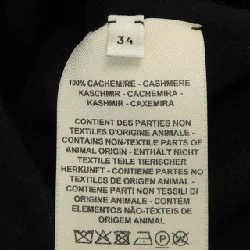 34
100% CACHEMIRE - CASHMERE
KASCHMIR - CACHEMIRA -
KASHMIR - CAXEMIRA
CONTIENT DES PARTIES NON
TEXTILES D'ORIGINE ANIMALE -
CONTAINS NON-TEXTILE PARTS OF
ANIMAL ORIGIN - ENTHÄLT NICHT
TEXTILE TEILE TIERISCHER
HERKUNFT - CONTIENE PARTES NO
TEXTILES DE ORIGEN ANIMAL -
CONTIENE PARTI NON TESSILI DI
ORIGINE ANIMALE - CONTÉM
ELEMENTOS NÃO-TÊXTEIS DE
ORIGEM ANIMAL